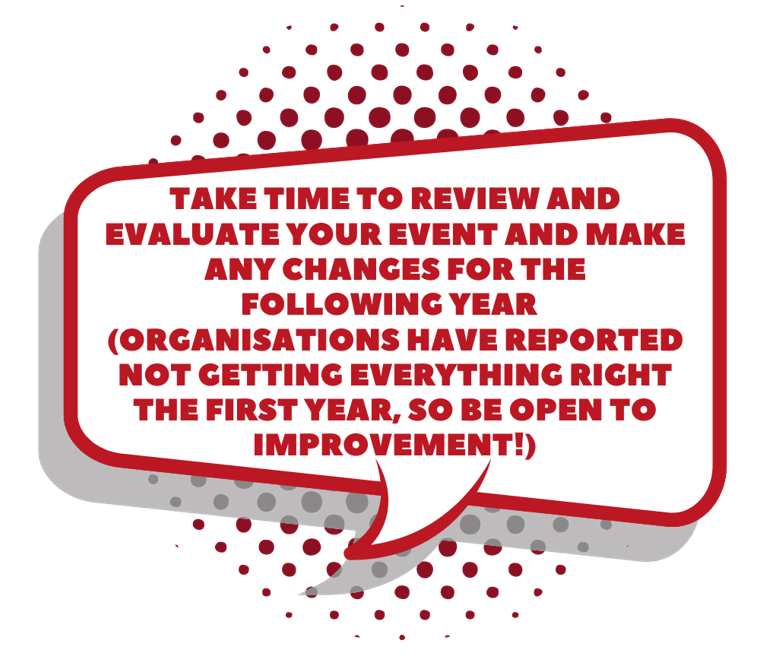 TAKE TIME TO REVIEW AND
EVALUATE YOUR EVENT AND MAKE
ANY CHANGES FOR THE
FOLLOWING YEAR
(ORGANISATIONS HAVE REPORTED
NOT GETTING EVERYTHING RIGHT
THE FIRST YEAR, SO BE OPEN TO
IMPROVEMENT!)